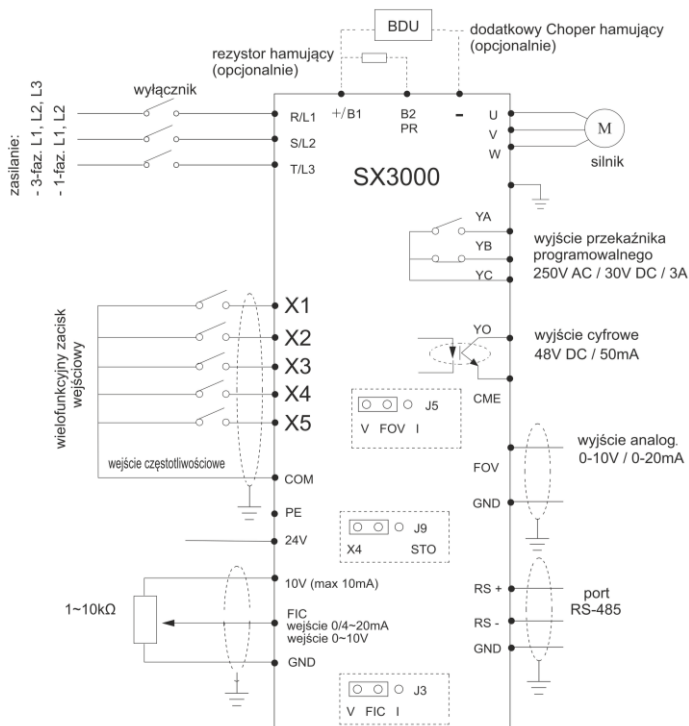 BDU
dodatkowy Choper hamujący
(opcjonalnie)
rezystor hamujący
(opcjonalnie)
zasilanie:
- 3-faz. L1, L2, L3
- 1-faz. L1, L2
wyłącznik
R/L1
S/L2
T/L3
+/B1
B2
PR
-
SX3000
U
V
W
M
silnik
YA
YB
YC
wyjście przekaźnika
programowalnego
250V AC / 30V DC / 3A
wielofunkcyjny zacisk
wejściowy
X1
X2
X3
X4
X5
wejście częstotliwościowe
COM
PE
24V
YO
CME
wyjście cyfrowe
48V DC / 50mA
J5
V FOV I
FOV
GND
wyjście analog.
0-10V / 0-20mA
J9
X4 STO
1~10kΩ
10V (max 10mA)
FIC
wejście 0/4~20mA
wejście 0~10V
GND
RS +
RS -
GND
port
RS-485
J3
V FIC I